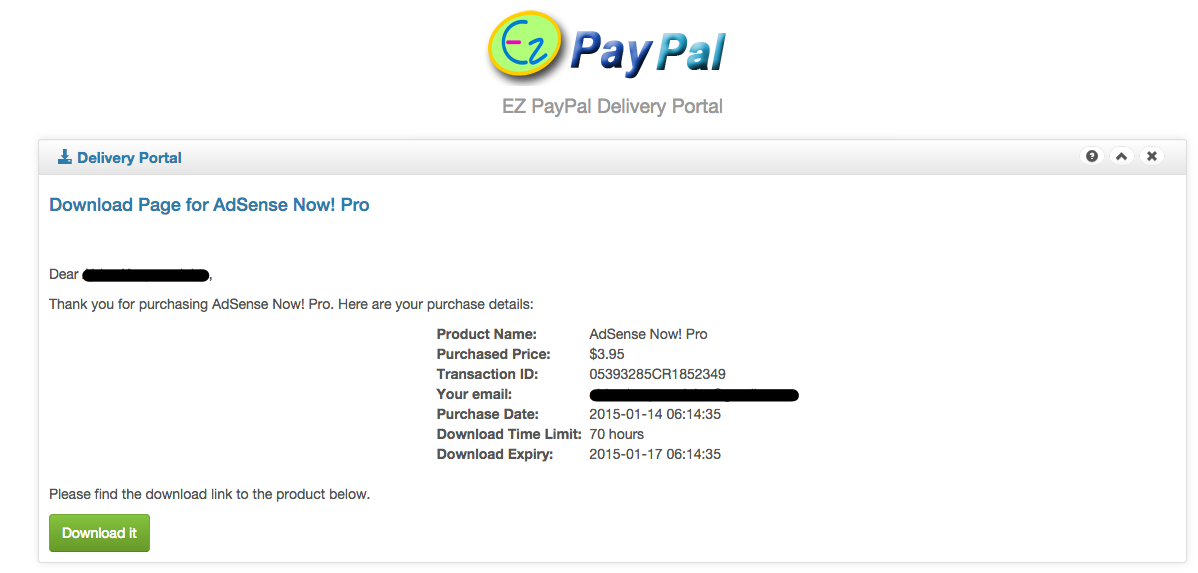 Ez PayPal
EZ PayPal Delivery Portal
Delivery Portal
Download Page for AdSense Now! Pro
Dear ,
Thank you for purchasing AdSense Now! Pro. Here are your purchase details:
Product Name: AdSense Now! Pro
Purchased Price: $3.95
Transaction ID: 05393285CR1852349
Your email:
Purchase Date: 2015-01-14 06:14:35
Download Time Limit: 70 hours
Download Expiry: 2015-01-17 06:14:35
Please find the download link to the product below.
Download it